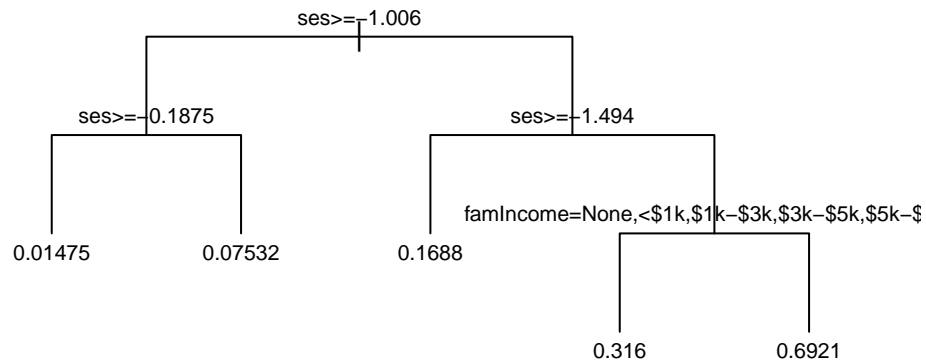 ses>=−1.006
ses>=−0.1875
ses>=−1.494
famIncome=None,<$1k,$1k−$3k,$3k−$5k,$5k−$
0.01475
0.07532
0.1688
0.316
0.6921